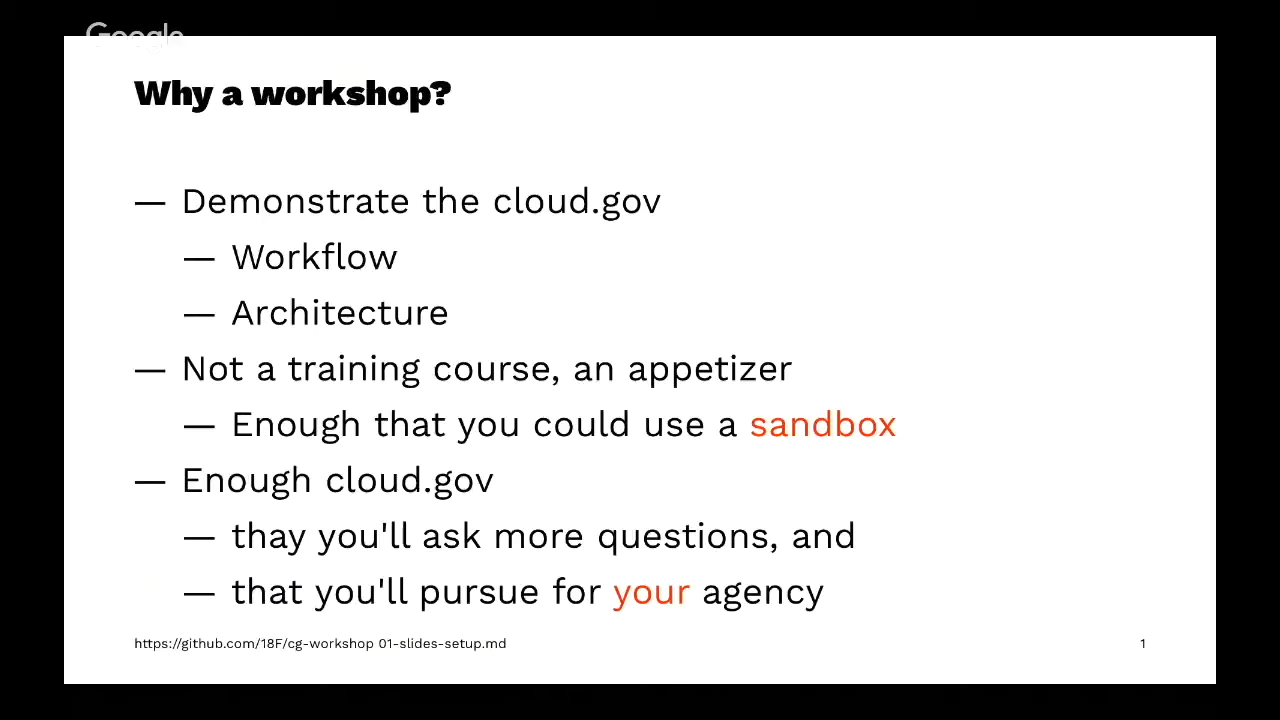 Google
Why a workshop?
— Demonstrate the cloud.gov
— Workflow
— Architecture
— Not a training course, an appetizer
— Enough that you could use a sandbox
— Enough cloud.gov
— thay you'll ask more questions, and
— that you'll pursue for your agency
https://github.com/18F/cg-workshop 01-slides-setup.md 1